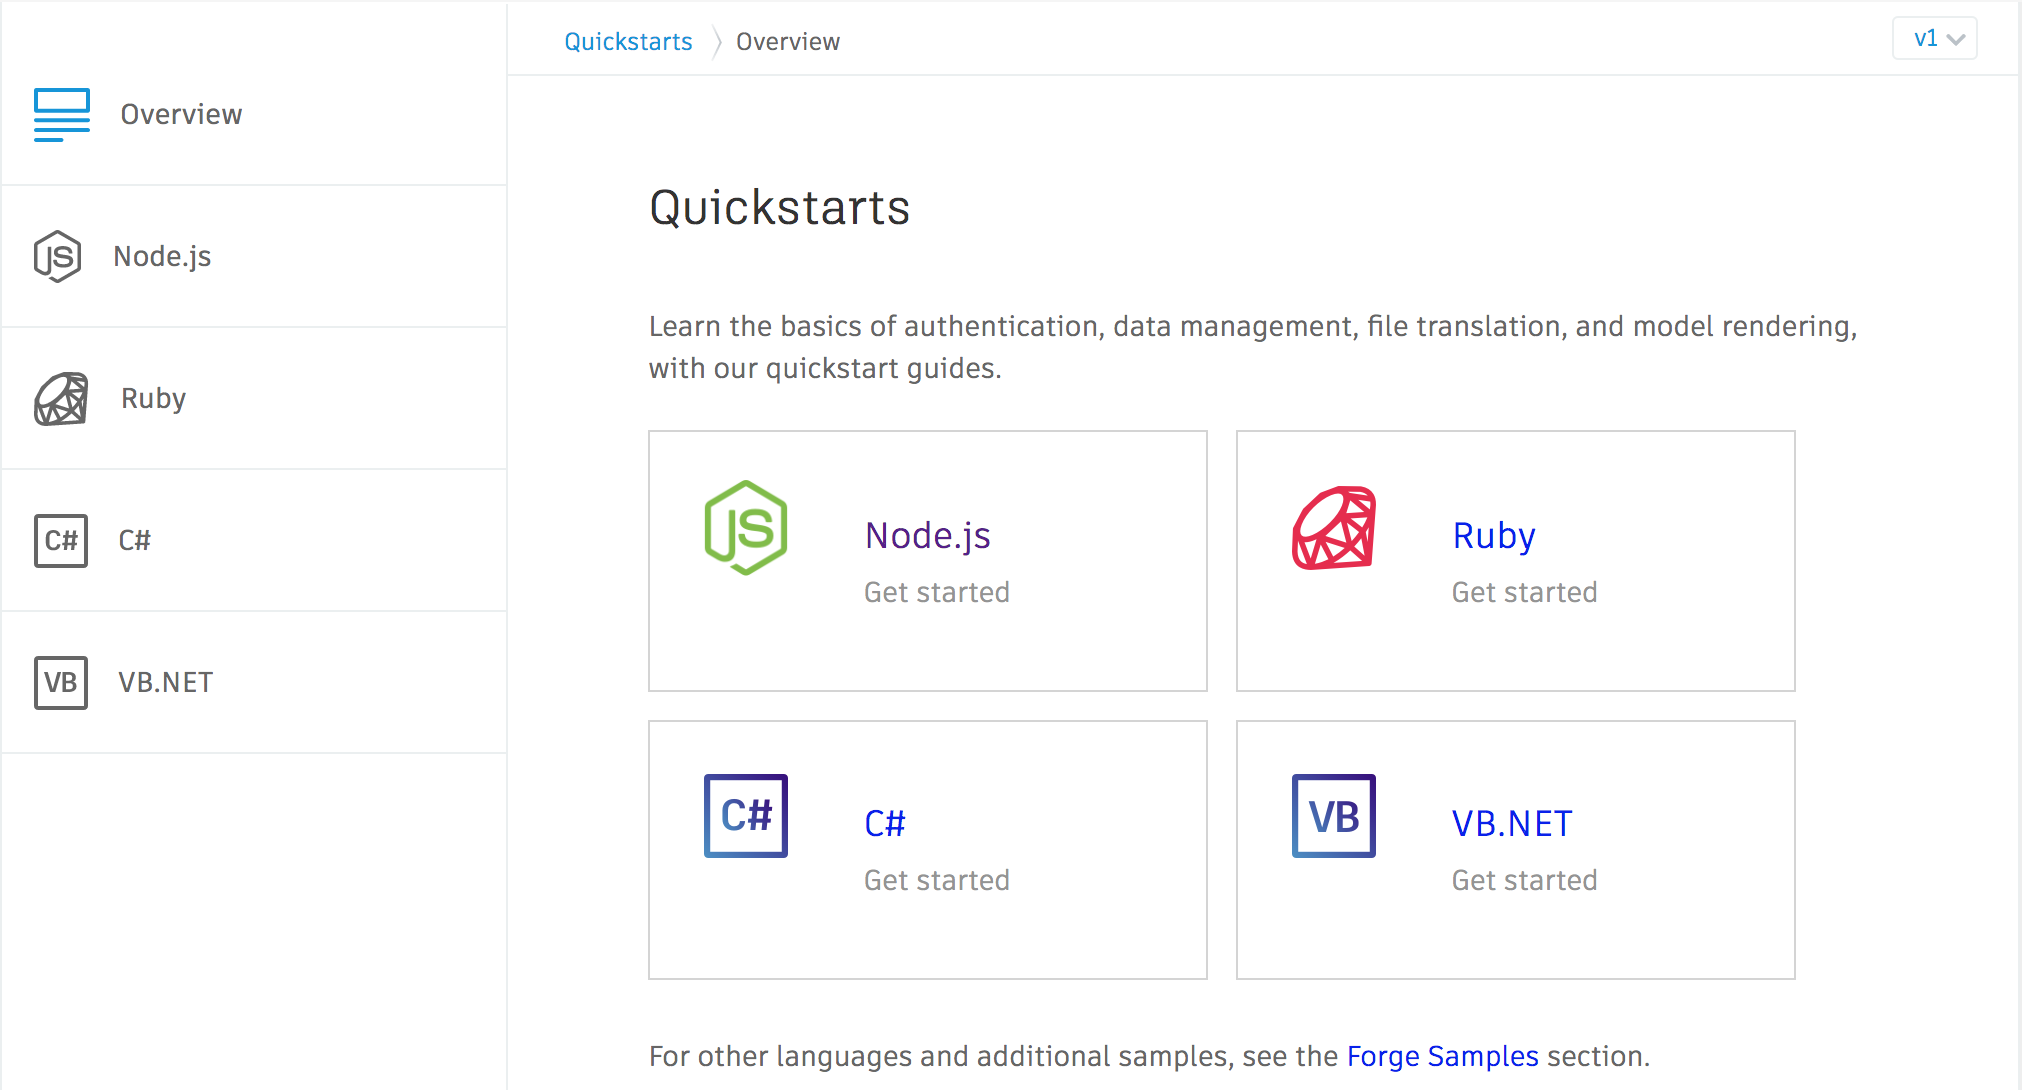 Quickstarts
Overview
v1
Overview
JS
Node.js
Ruby
C#
C#
VB
VB.NET
Quickstarts
Learn the basics of authentication, data management, file translation, and model rendering,
with our quickstart guides.
JS
Node.js
Get started
Ruby
Get started
C#
C#
Get started
VB
VB.NET
Get started
For other languages and additional samples, see the Forge Samples section.